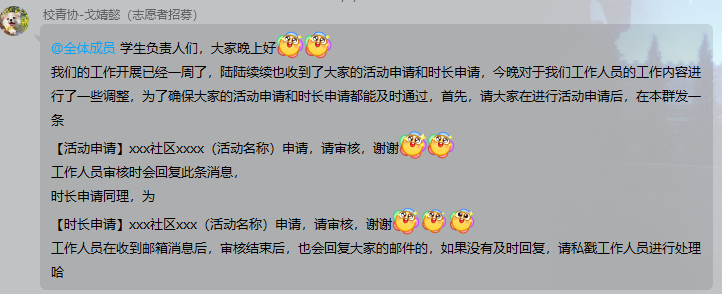 校青协-戈婧懿（志愿者招募）
@全体成员 学生负责人们，大家晚上好
我们的工作开展已经一周了，陆陆续续也收到了大家的活动申请和时长申请，今晚对于我们工作人员的工作内容进
行了一些调整，为了确保大家的活动申请和时长申请都能及时通过，首先，请大家在进行活动申请后，在本群发一
条
【活动申请】xxx社区xxxx（活动名称）申请，请审核，谢谢
工作人员审核时会回复此条消息，
时长申请同理，为
【时长申请】xxx社区xxx（活动名称）申请，请审核，谢谢
工作人员在收到邮箱消息后，审核结束后，也会回复大家的邮件的，如果没有及时回复，请私戳工作人员进行处理
哈